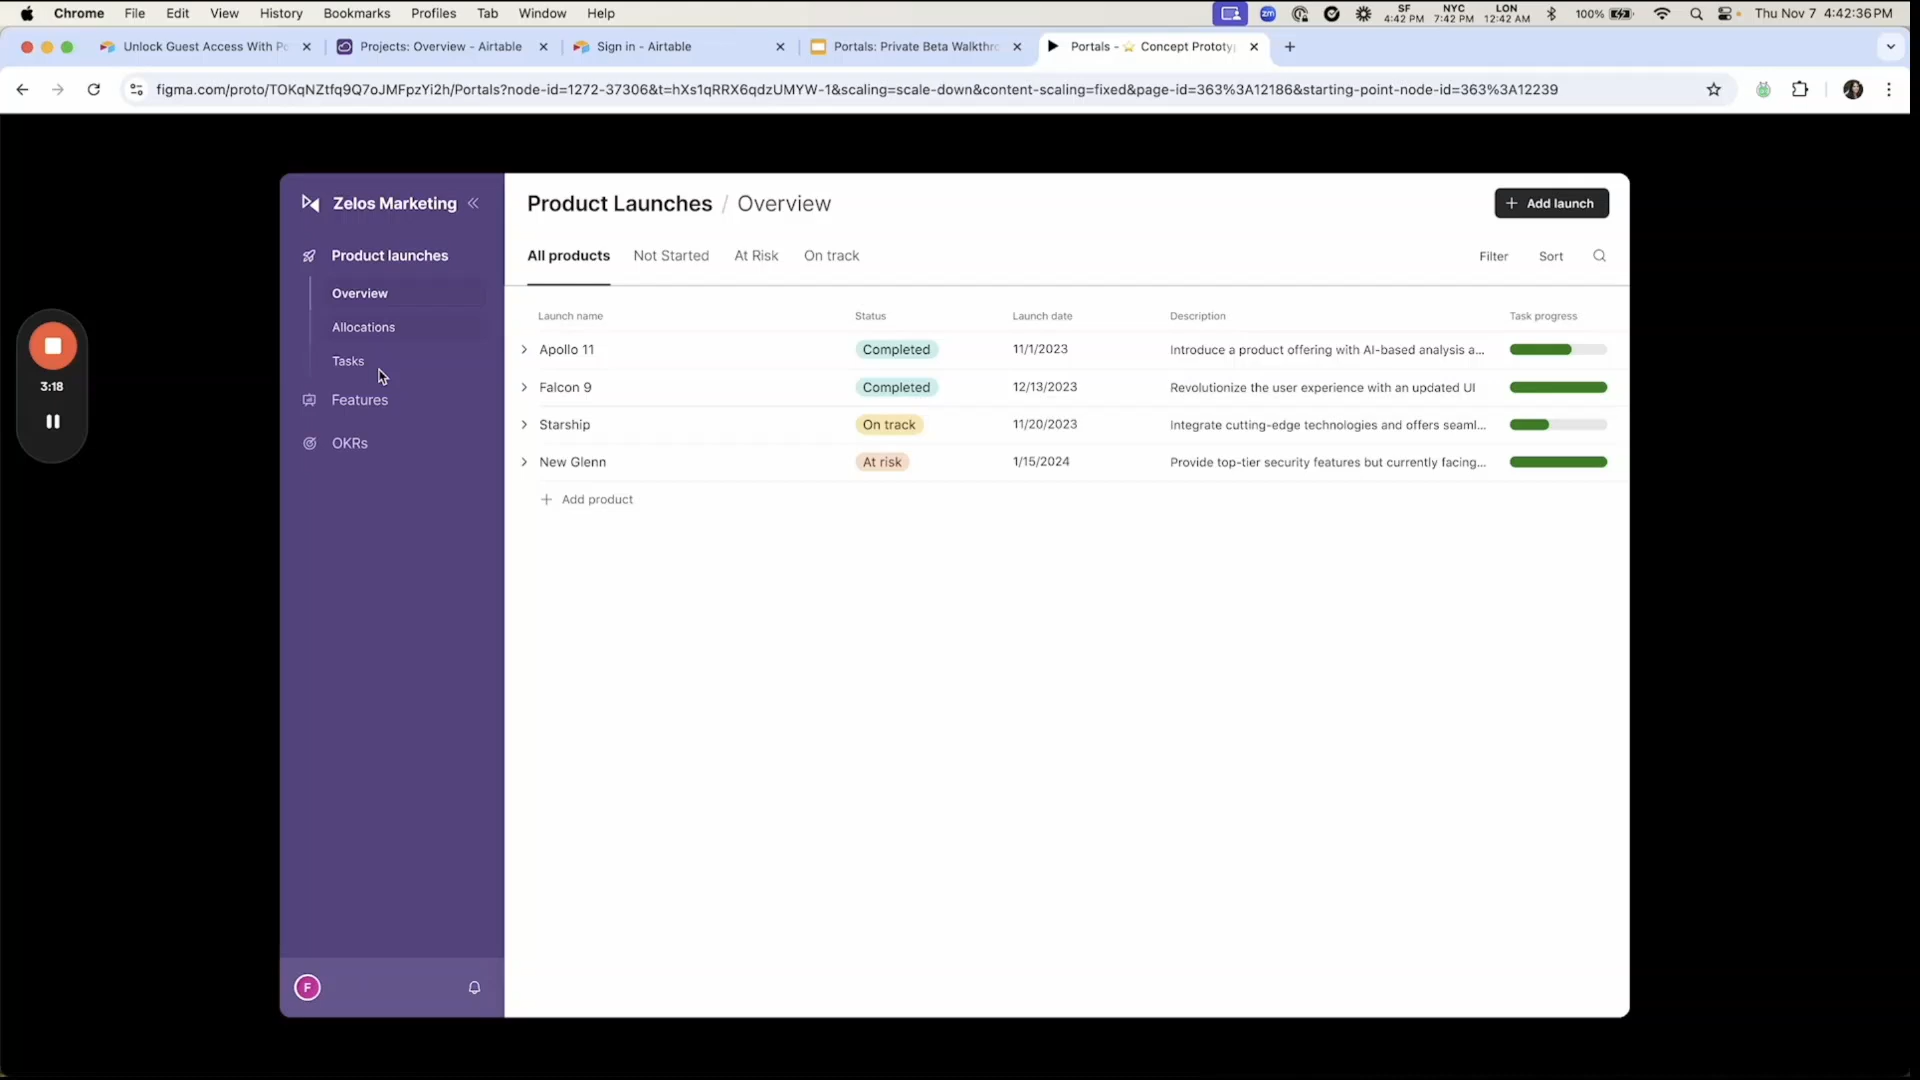 Chrome File Edit View History Bookmarks Profiles Tab Window Help zm SF 4:42 PM NYC 7:42 PM LON 12:42 AM 100% Thu Nov 7 4:42:36 PM
Unlock Guest Access With Po Projects: Overview - Airtable Sign in - Airtable Portals: Private Beta Walkthro Portals - ⭐ Concept Prototy
figma.com/proto/TOKqNZtfq9Q7oJMFpzYi2h/Portals?node-id=1272-37306&t=hXs1qRRX6qdzUMYW-1&scaling=scale-down&content-scaling=fixed&page-id=363%3A12186&starting-point-node-id=363%3A12239
3:18
Zelos Marketing
Product launches
Overview
Allocations
Tasks
Features
OKRs
F
Product Launches / Overview
+ Add launch
All products Not Started At Risk On track Filter Sort
Launch name Status Launch date Description Task progress
Apollo 11 Completed 11/1/2023 Introduce a product offering with AI-based analysis a...
Falcon 9 Completed 12/13/2023 Revolutionize the user experience with an updated UI
Starship On track 11/20/2023 Integrate cutting-edge technologies and offers seaml...
New Glenn At risk 1/15/2024 Provide top-tier security features but currently facing...
+ Add product